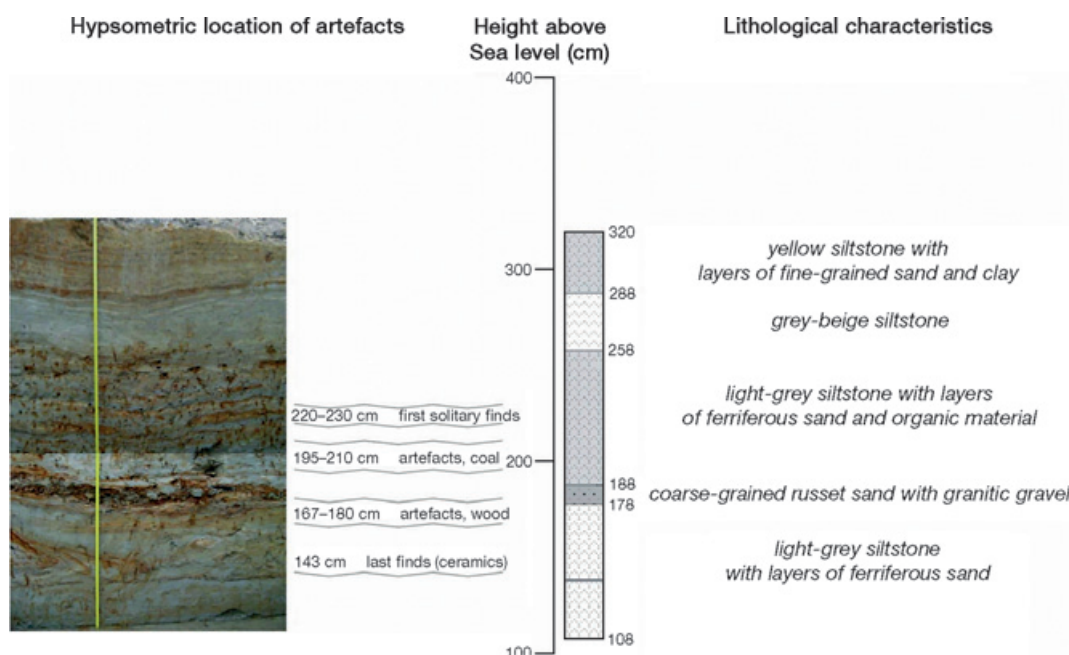 Hypsometric location of artefacts
Height above
Sea level (cm)
Lithological characteristics
400
300
200
100
320
288
258
188
178
108
220–230 cm first solitary finds
195–210 cm artefacts, coal
167–180 cm artefacts, wood
143 cm last finds (ceramics)
yellow siltstone with
layers of fine-grained sand and clay
grey-beige siltstone
light-grey siltstone with layers
of ferriferous sand and organic material
coarse-grained russet sand with granitic gravel
light-grey siltstone
with layers of ferriferous sand